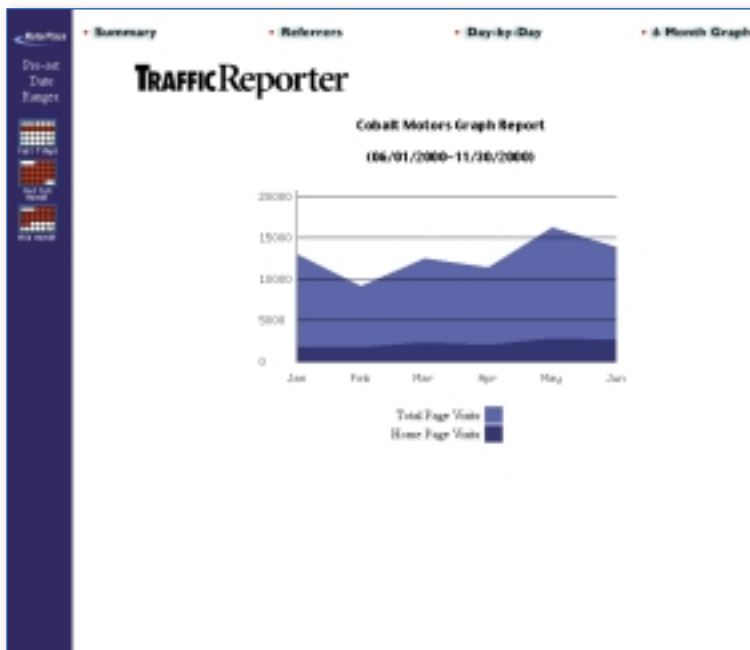 • Summary • Referrers • Day-by-Day • 6 Month Graph
Pre-set
Date
Ranges
TRAFFICReporter
Cobalt Motors Graph Report
(06/01/2000-11/30/2000)
20000
15000
10000
5000
0
Jan Feb Mar Apr May Jun
Total Page Visits
Home Page Visits